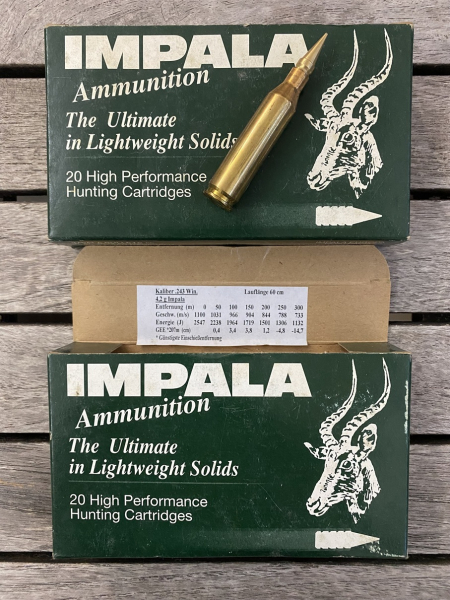 IMPALA
Ammunition
The Ultimate
in Lightweight Solids
20 High Performance
Hunting Cartridges
Kaliber .243 Win. Lauflänge 60 cm
4,2 g Impala
Entfernung (m) 0 50 100 150 200 250 300
Geschw. (m/s) 1100 1031 966 904 844 788 733
Energie (J) 2547 2238 1964 1719 1501 1306 1132
GEE *207m (cm) 0,4 3,4 3,8 1,2 -4,8 -14,7
* Günstigste Einschießentfernung
IMPALA
Ammunition
The Ultimate
in Lightweight Solids
20 High Performance
Hunting Cartridges